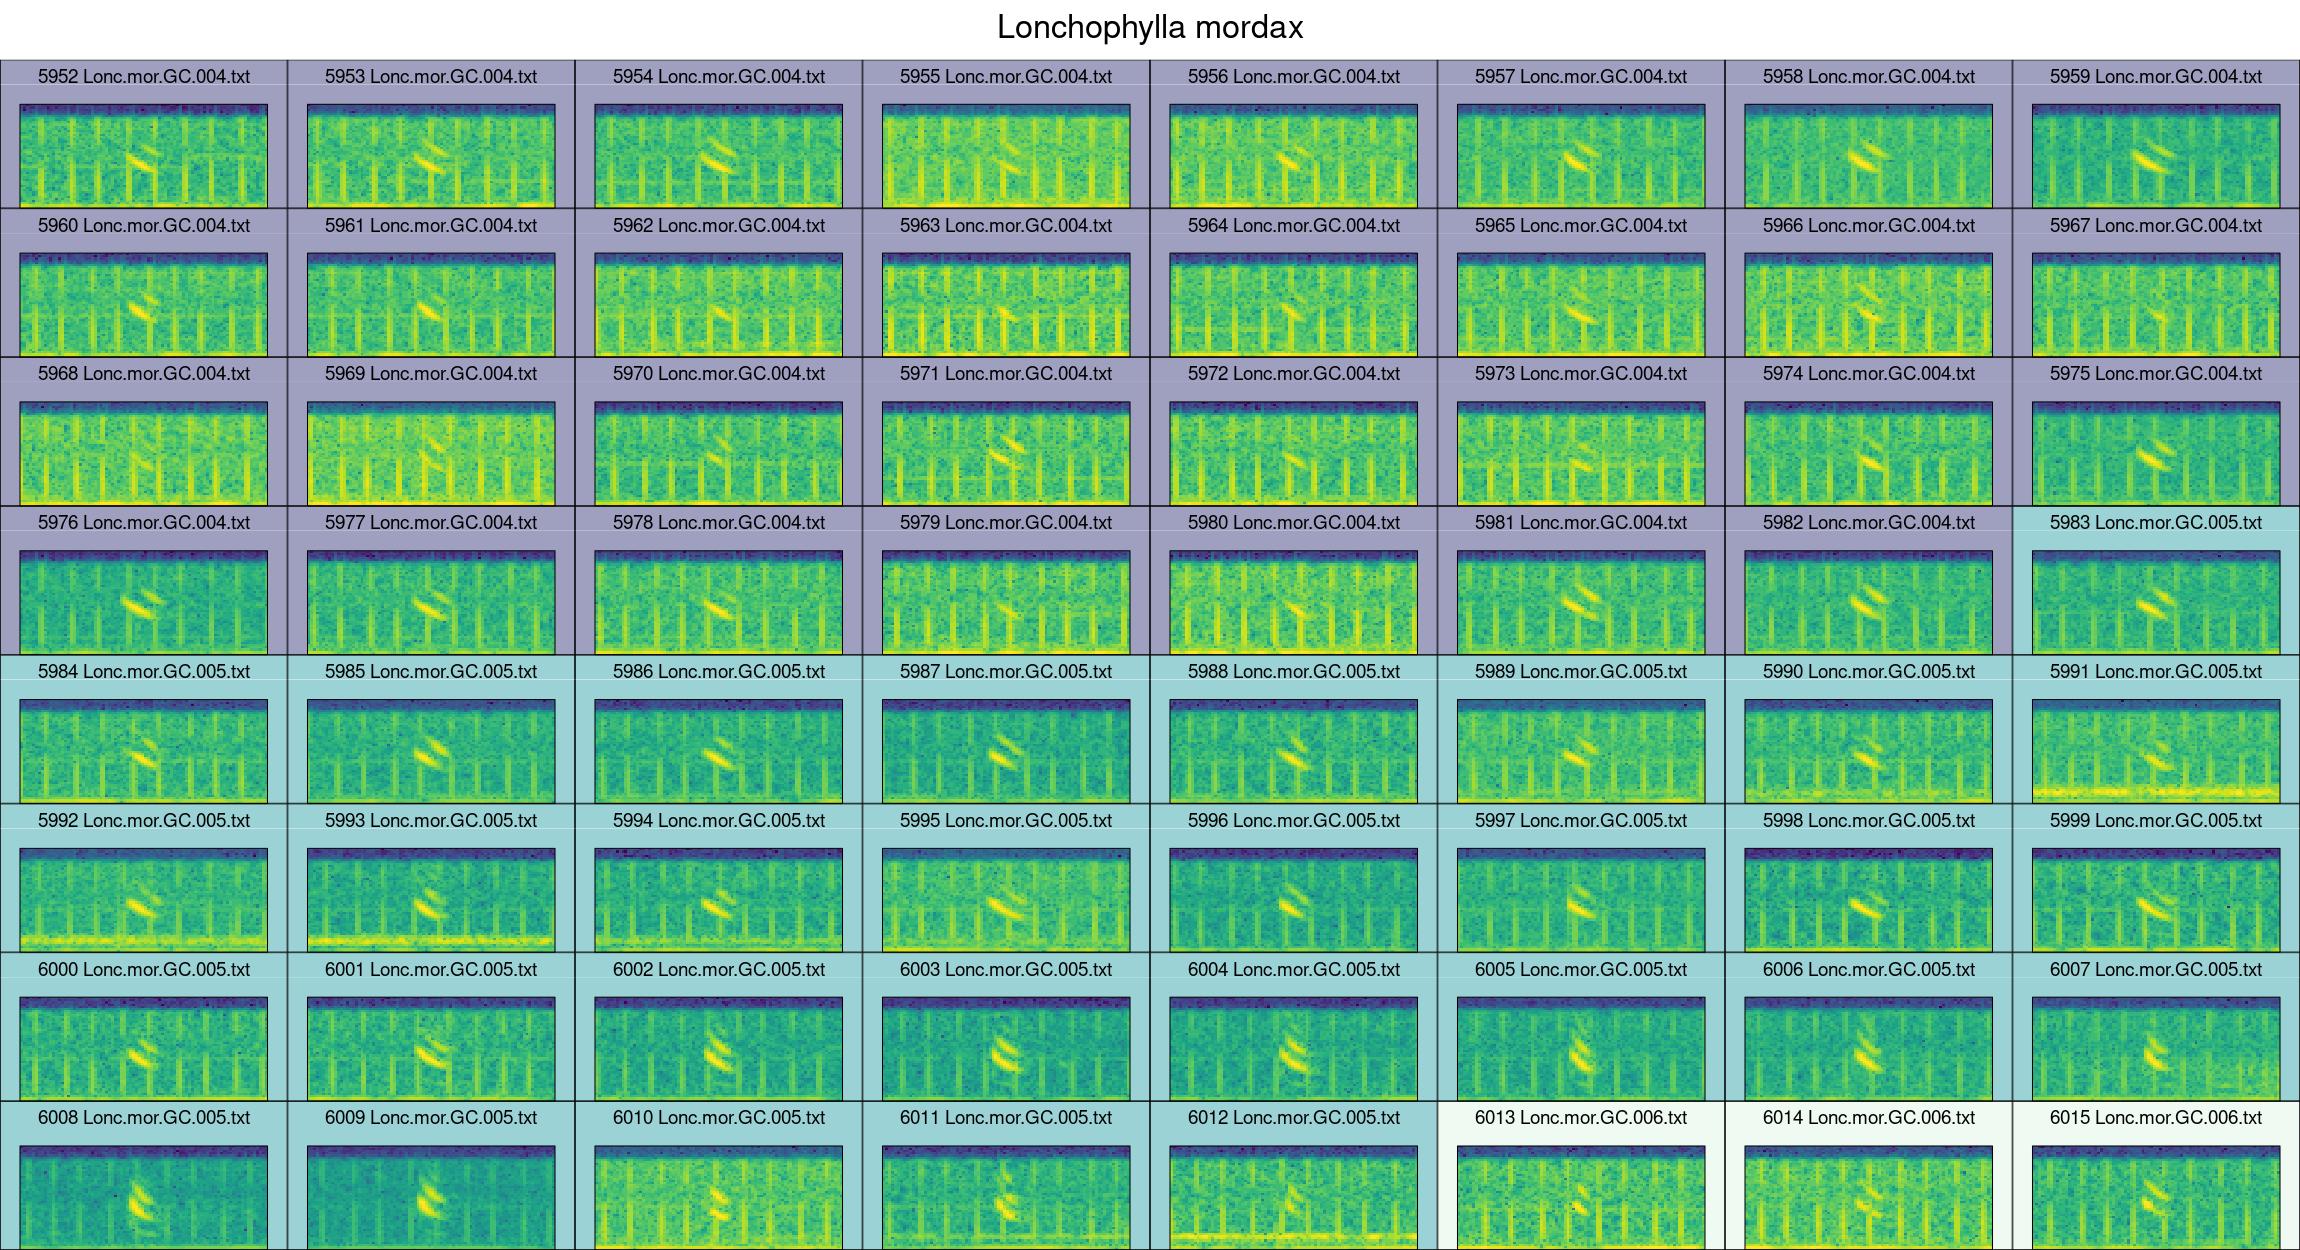 Lonchophylla mordax
5952 Lonc.mor.GC.004.txt 5953 Lonc.mor.GC.004.txt 5954 Lonc.mor.GC.004.txt 5955 Lonc.mor.GC.004.txt 5956 Lonc.mor.GC.004.txt 5957 Lonc.mor.GC.004.txt 5958 Lonc.mor.GC.004.txt 5959 Lonc.mor.GC.004.txt
5960 Lonc.mor.GC.004.txt 5961 Lonc.mor.GC.004.txt 5962 Lonc.mor.GC.004.txt 5963 Lonc.mor.GC.004.txt 5964 Lonc.mor.GC.004.txt 5965 Lonc.mor.GC.004.txt 5966 Lonc.mor.GC.004.txt 5967 Lonc.mor.GC.004.txt
5968 Lonc.mor.GC.004.txt 5969 Lonc.mor.GC.004.txt 5970 Lonc.mor.GC.004.txt 5971 Lonc.mor.GC.004.txt 5972 Lonc.mor.GC.004.txt 5973 Lonc.mor.GC.004.txt 5974 Lonc.mor.GC.004.txt 5975 Lonc.mor.GC.004.txt
5976 Lonc.mor.GC.004.txt 5977 Lonc.mor.GC.004.txt 5978 Lonc.mor.GC.004.txt 5979 Lonc.mor.GC.004.txt 5980 Lonc.mor.GC.004.txt 5981 Lonc.mor.GC.004.txt 5982 Lonc.mor.GC.004.txt 5983 Lonc.mor.GC.005.txt
5984 Lonc.mor.GC.005.txt 5985 Lonc.mor.GC.005.txt 5986 Lonc.mor.GC.005.txt 5987 Lonc.mor.GC.005.txt 5988 Lonc.mor.GC.005.txt 5989 Lonc.mor.GC.005.txt 5990 Lonc.mor.GC.005.txt 5991 Lonc.mor.GC.005.txt
5992 Lonc.mor.GC.005.txt 5993 Lonc.mor.GC.005.txt 5994 Lonc.mor.GC.005.txt 5995 Lonc.mor.GC.005.txt 5996 Lonc.mor.GC.005.txt 5997 Lonc.mor.GC.005.txt 5998 Lonc.mor.GC.005.txt 5999 Lonc.mor.GC.005.txt
6000 Lonc.mor.GC.005.txt 6001 Lonc.mor.GC.005.txt 6002 Lonc.mor.GC.005.txt 6003 Lonc.mor.GC.005.txt 6004 Lonc.mor.GC.005.txt 6005 Lonc.mor.GC.005.txt 6006 Lonc.mor.GC.005.txt 6007 Lonc.mor.GC.005.txt
6008 Lonc.mor.GC.005.txt 6009 Lonc.mor.GC.005.txt 6010 Lonc.mor.GC.005.txt 6011 Lonc.mor.GC.005.txt 6012 Lonc.mor.GC.005.txt 6013 Lonc.mor.GC.006.txt 6014 Lonc.mor.GC.006.txt 6015 Lonc.mor.GC.006.txt